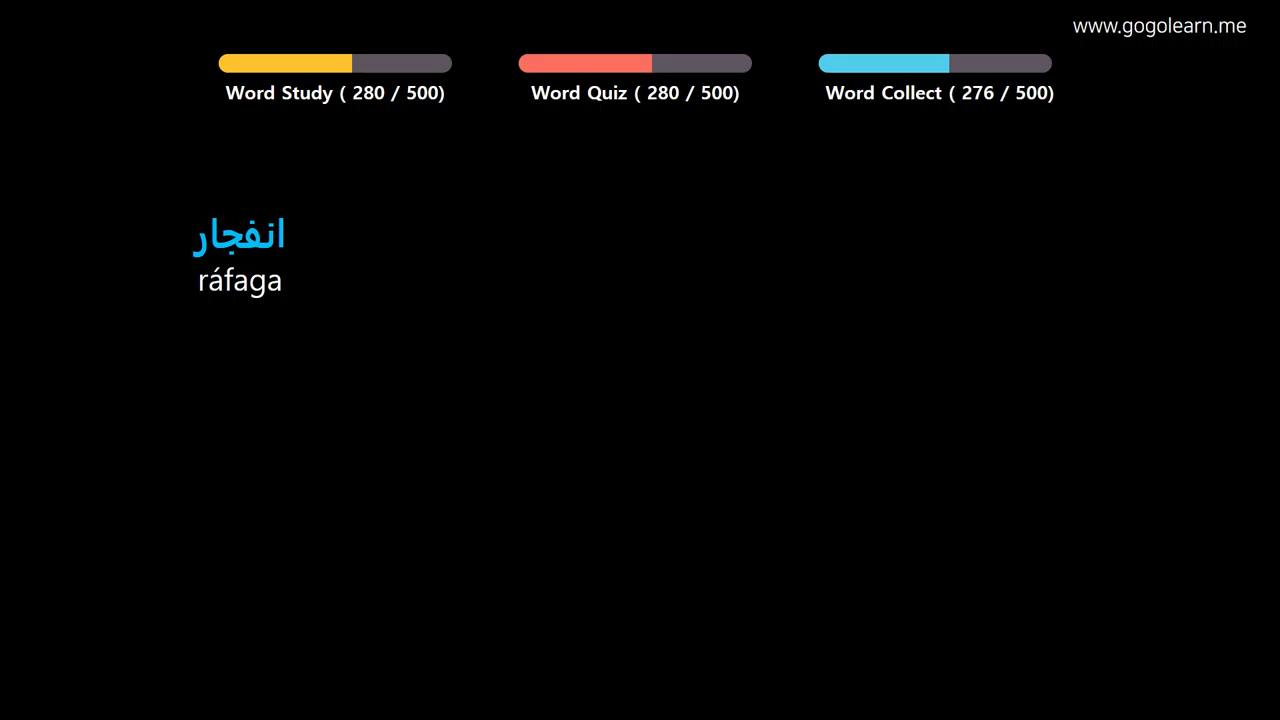 www.gogolearn.me
Word Study ( 280 / 500)
Word Quiz ( 280 / 500)
Word Collect ( 276 / 500)
انفجار
ráfaga